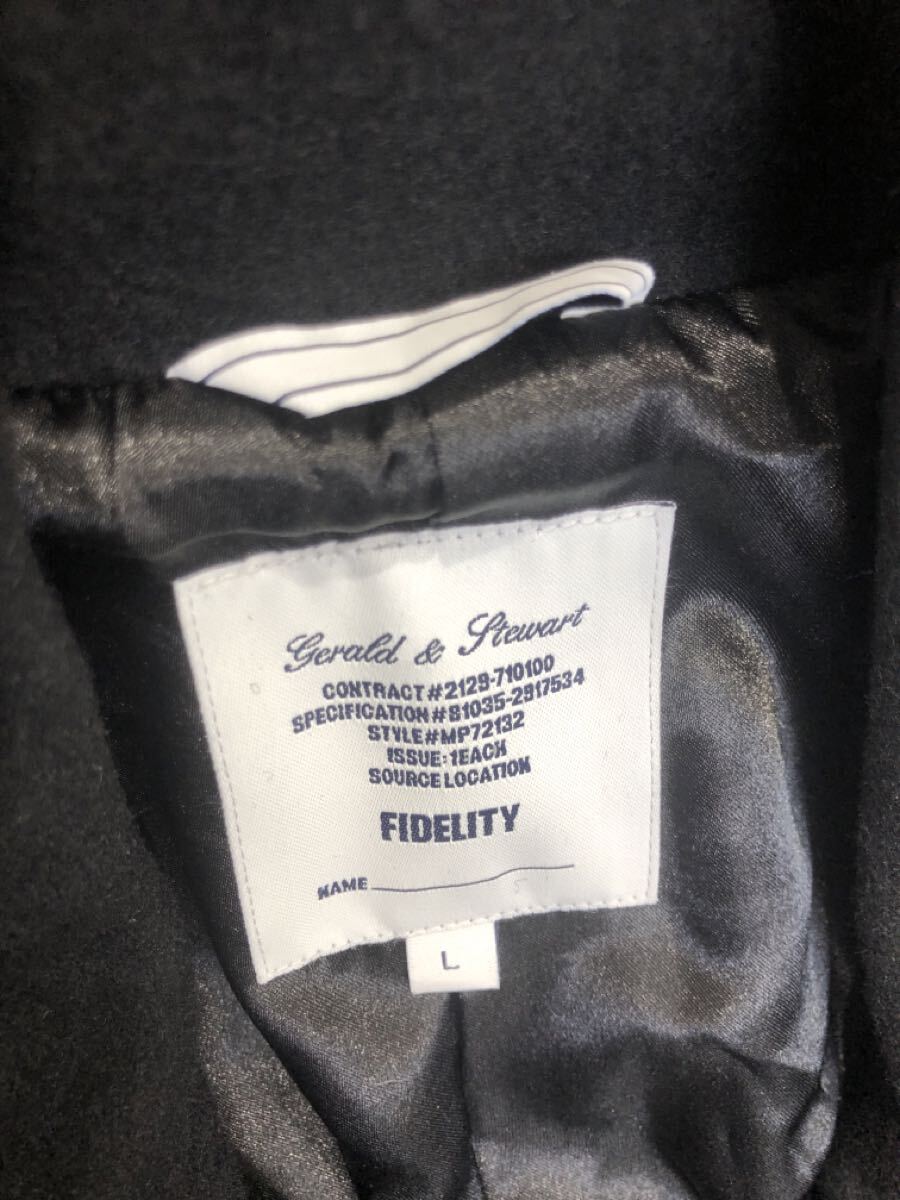 Gerald & Stewart
CONTRACT#2129-710100
SPECIFICATION#81035-2917534
STYLE#MP72132
ISSUE:1EACH
SOURCE LOCATION
FIDELITY
NAME
L